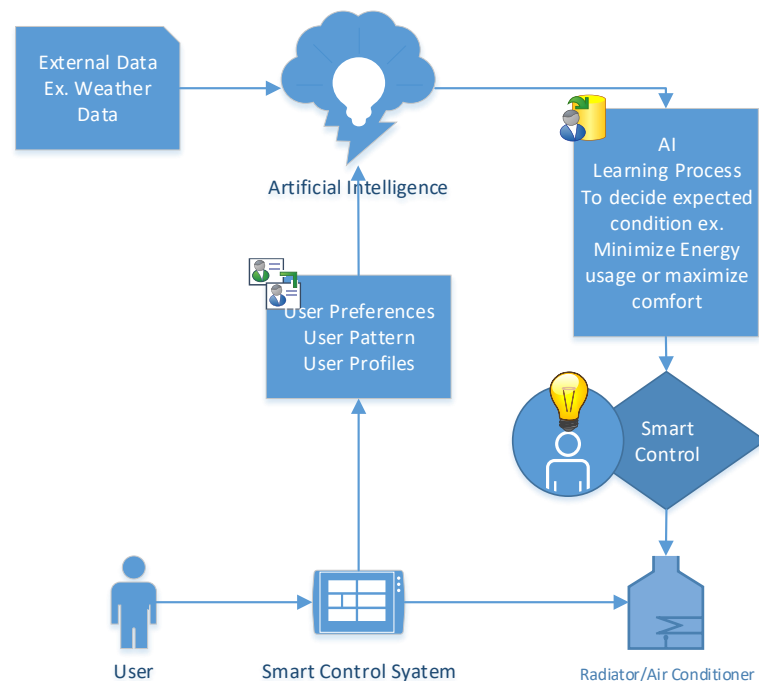 External Data
Ex. Weather
Data
Artificial Intelligence
AI
Learning Process
To decide expected
condition ex.
Minimize Energy
usage or maximize
comfort
User Preferences
User Pattern
User Profiles
Smart
Control
User
Smart Control Syatem
Radiator/Air Conditioner